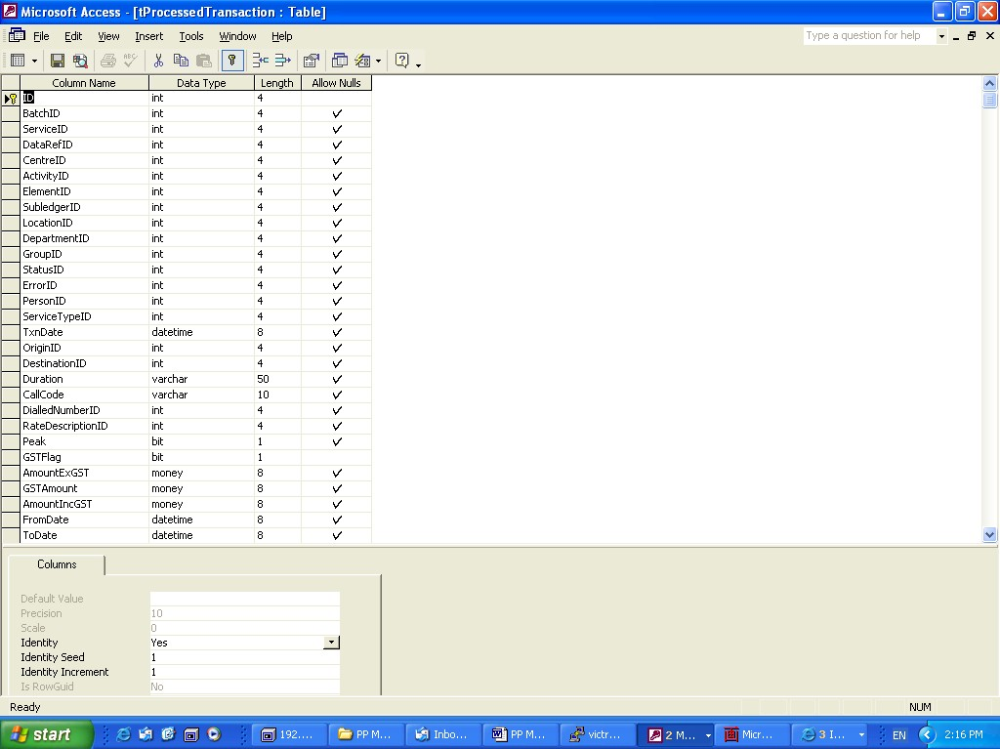 Microsoft Access - [tProcessedTransaction : Table]
File Edit View Insert Tools Window Help
Type a question for help
Column Name Data Type Length Allow Nulls
ID int 4
BatchID int 4
ServiceID int 4
DataRefID int 4
CentreID int 4
ActivityID int 4
ElementID int 4
SubledgerID int 4
LocationID int 4
DepartmentID int 4
GroupID int 4
StatusID int 4
ErrorID int 4
PersonID int 4
ServiceTypeID int 4
TxnDate datetime 8
OriginID int 4
DestinationID int 4
Duration varchar 50
CallCode varchar 10
DialledNumberID int 4
RateDescriptionID int 4
Peak bit 1
GSTFlag bit 1
AmountExGST money 8
GSTAmount money 8
AmountIncGST money 8
FromDate datetime 8
ToDate datetime 8
Columns
Default Value
Precision 10
Scale 0
Identity Yes
Identity Seed 1
Identity Increment 1
Is RowGuid No
Ready NUM
start 192.... PP M... Inbo... PP M... victr... 2 M... Micr... 3 I... EN 2:16 PM